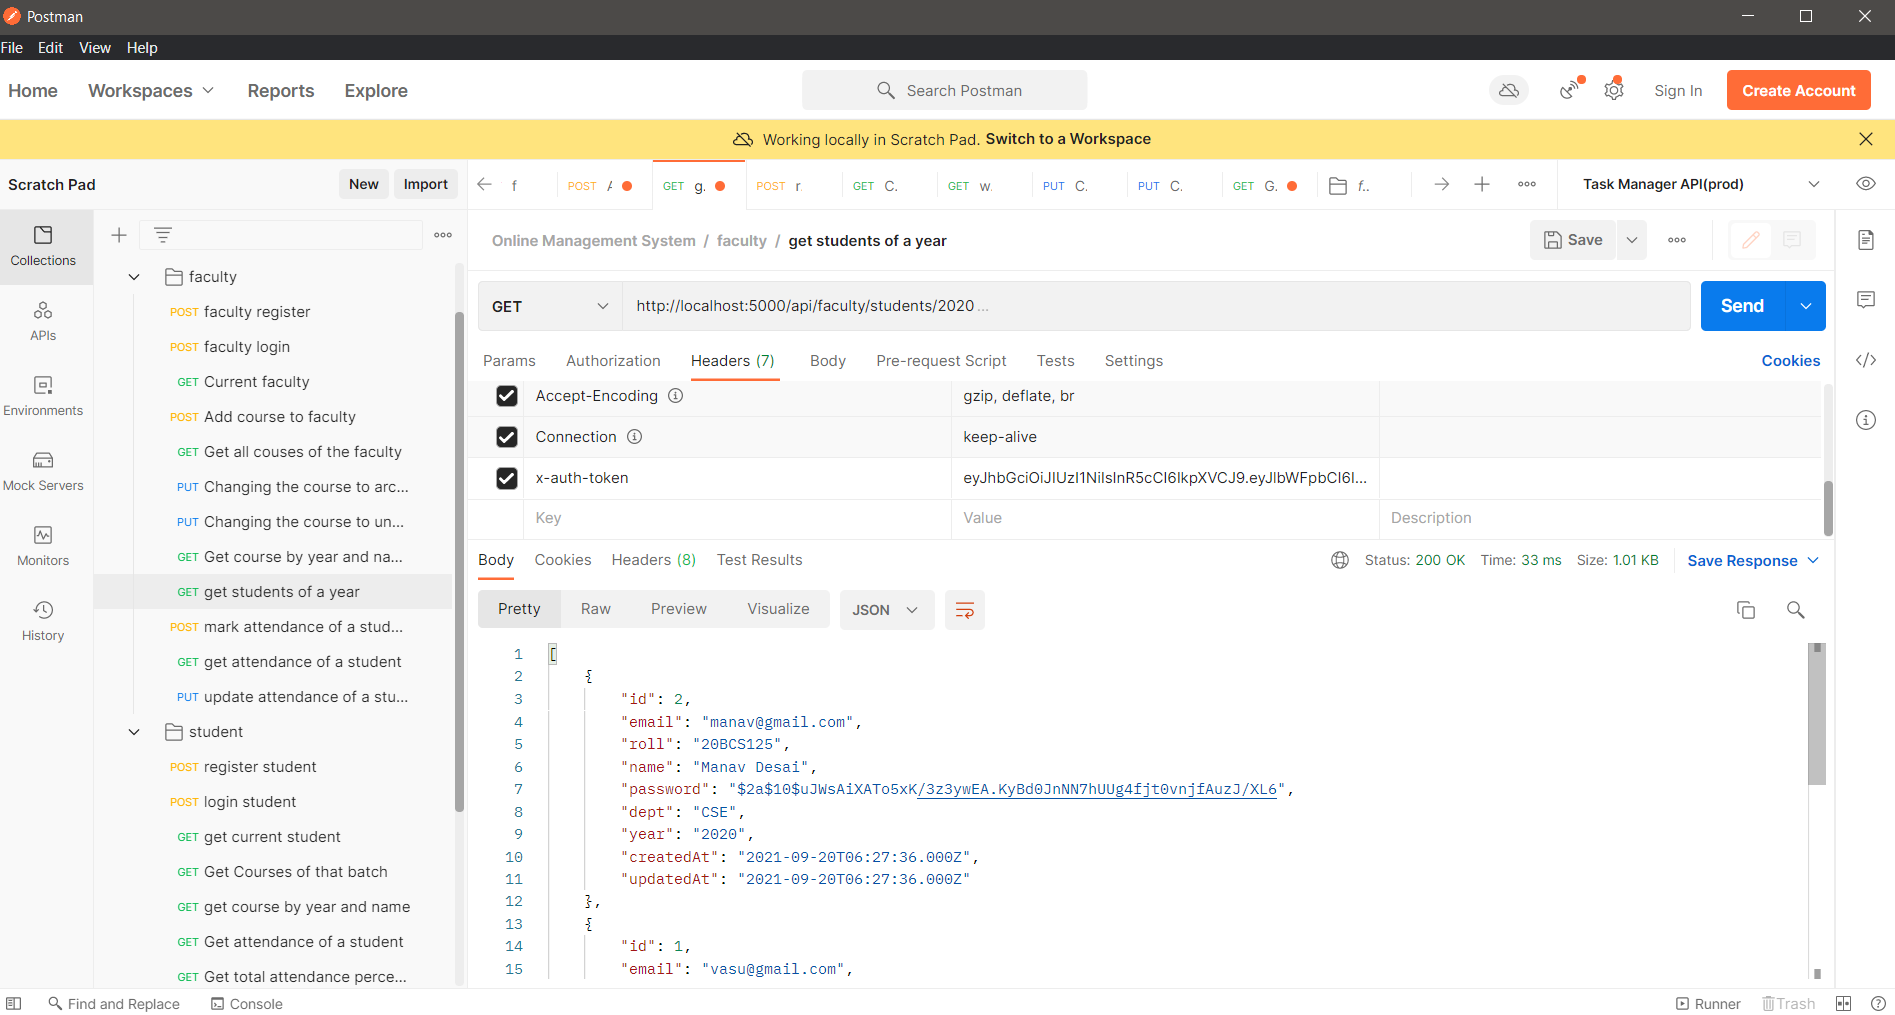 Postman
File Edit View Help
Home Workspaces Reports Explore
Search Postman
Sign In
Create Account
Working locally in Scratch Pad. Switch to a Workspace
Scratch Pad
New
Import
f
POST
GET g.
POST r.
GET C.
GET w.
PUT C.
PUT C.
GET G.
f..
Task Manager API(prod)
Collections
APIs
Environments
Mock Servers
Monitors
History
faculty
POST faculty register
POST faculty login
GET Current faculty
POST Add course to faculty
GET Get all couses of the faculty
PUT Changing the course to arc...
PUT Changing the course to un...
GET Get course by year and na...
GET get students of a year
POST mark attendance of a stud...
GET get attendance of a student
PUT update attendance of a stu...
student
POST register student
POST login student
GET get current student
GET Get Courses of that batch
GET get course by year and name
GET Get attendance of a student
GET Get total attendance perce...
Online Management System / faculty / get students of a year
Save
GET
http://localhost:5000/api/faculty/students/2020 ...
Send
Params Authorization Headers (7) Body Pre-request Script Tests Settings Cookies
Accept-Encoding gzip, deflate, br
Connection keep-alive
x-auth-token eyJhbGciOiJIUzI1NiIsInR5cCI6IkpXVCJ9.eyJlbWFpbCI6I...
Key Value Description
Body Cookies Headers (8) Test Results
Status: 200 OK Time: 33 ms Size: 1.01 KB Save Response
Pretty Raw Preview Visualize JSON
1 [
2 {
3 "id": 2,
4 "email": "manav@gmail.com",
5 "roll": "20BCS125",
6 "name": "Manav Desai",
7 "password": "$2a$10$uJWsAiXATo5xK/3z3ywEA.KyBd0JnNN7hUUg4fjt0vnjfAuzJ/XL6",
8 "dept": "CSE",
9 "year": "2020",
10 "createdAt": "2021-09-20T06:27:36.000Z",
11 "updatedAt": "2021-09-20T06:27:36.000Z"
12 },
13 {
14 "id": 1,
15 "email": "vasu@gmail.com",
Find and Replace
Console
Runner
Trash